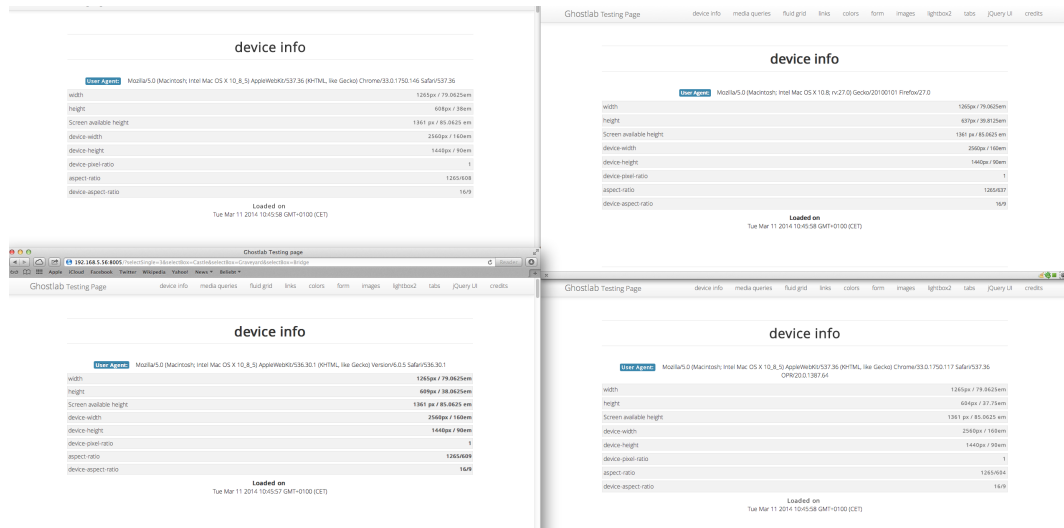 device info
User Agent: Mozilla/5.0 (Macintosh; Intel Mac OS X 10_8_5) AppleWebKit/537.36 (KHTML, like Gecko) Chrome/33.0.1750.146 Safari/537.36
width 1265px / 79.0625em
height 608px / 38em
Screen available height 1361 px / 85.0625 em
device-width 2560px / 160em
device-height 1440px / 90em
device-pixel-ratio 1
aspect-ratio 1265/608
device-aspect-ratio 16/9
Loaded on
Tue Mar 11 2014 10:45:58 GMT+0100 (CET)
Ghostlab Testing Page device info media queries fluid grid links colors form images lightbox2 tabs jQuery UI credits
device info
User Agent: Mozilla/5.0 (Macintosh; Intel Mac OS X 10.8; rv:27.0) Gecko/20100101 Firefox/27.0
width 1265px / 79.0625em
height 637px / 39.8125em
Screen available height 1361 px / 85.0625 em
device-width 2560px / 160em
device-height 1440px / 90em
device-pixel-ratio 1
aspect-ratio 1265/637
device-aspect-ratio 16/9
Loaded on
Tue Mar 11 2014 10:45:58 GMT+0100 (CET)
Ghostlab Testing page
192.168.5.56:8005/?selectSingle=3&selectBox=Castle&selectBox=Graveyard&selectBox=Bridge Reader
Apple iCloud Facebook Twitter Wikipedia Yahoo! News Beliebt
Ghostlab Testing Page device info media queries fluid grid links colors form images lightbox2 tabs jQuery UI credits
device info
User Agent: Mozilla/5.0 (Macintosh; Intel Mac OS X 10_8_5) AppleWebKit/536.30.1 (KHTML, like Gecko) Version/6.0.5 Safari/536.30.1
width 1265px / 79.0625em
height 609px / 38.0625em
Screen available height 1361 px / 85.0625 em
device-width 2560px / 160em
device-height 1440px / 90em
device-pixel-ratio 1
aspect-ratio 1265/609
device-aspect-ratio 16/9
Loaded on
Tue Mar 11 2014 10:45:57 GMT+0100 (CET)
Ghostlab Testing Page device info media queries fluid grid links colors form images lightbox2 tabs jQuery UI credits
device info
User Agent: Mozilla/5.0 (Macintosh; Intel Mac OS X 10_8_5) AppleWebKit/537.36 (KHTML, like Gecko) Chrome/33.0.1750.117 Safari/537.36
OPR/20.0.1387.64
width 1265px / 79.0625em
height 604px / 37.75em
Screen available height 1361 px / 85.0625 em
device-width 2560px / 160em
device-height 1440px / 90em
device-pixel-ratio 1
aspect-ratio 1265/604
device-aspect-ratio 16/9
Loaded on
Tue Mar 11 2014 10:45:58 GMT+0100 (CET)